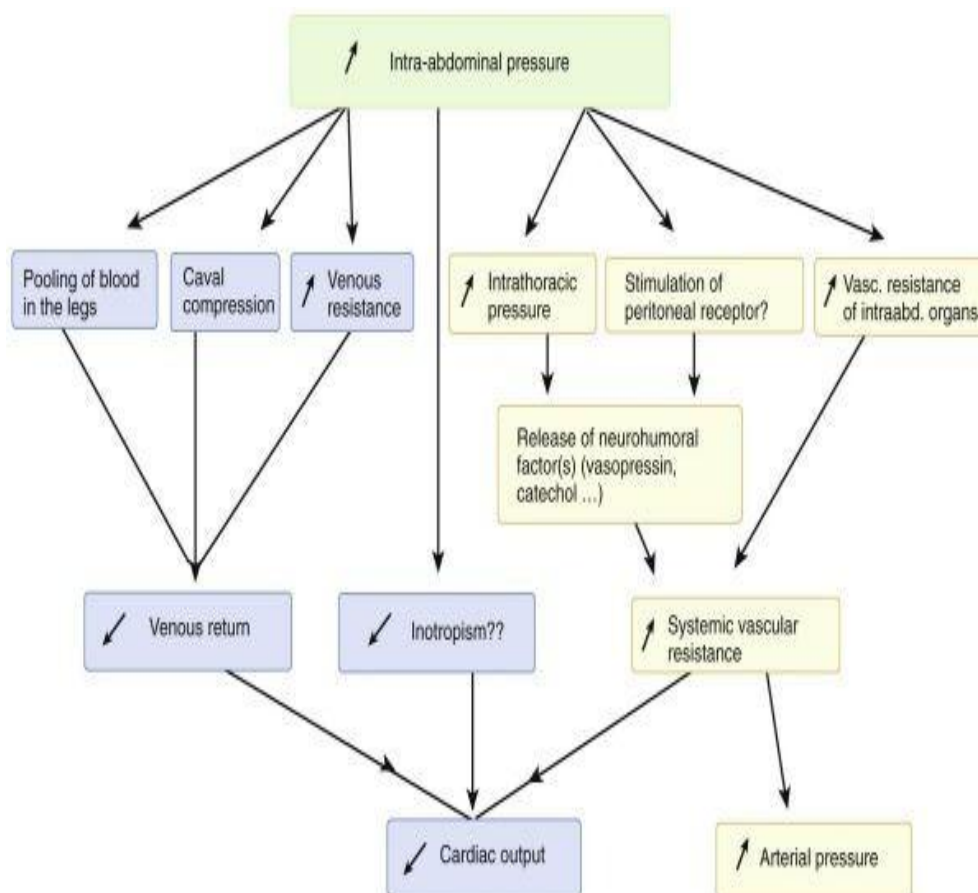 Intra-abdominal pressure
Pooling of blood
in the legs
Caval
compression
Venous
resistance
Intrathoracic
pressure
Stimulation of
peritoneal receptor?
Vasc. resistance
of intraabd. organs
Release of neurohumoral
factor(s) (vasopressin,
catechol ...)
Venous return
Inotropism??
Systemic vascular
resistance
Cardiac output
Arterial pressure